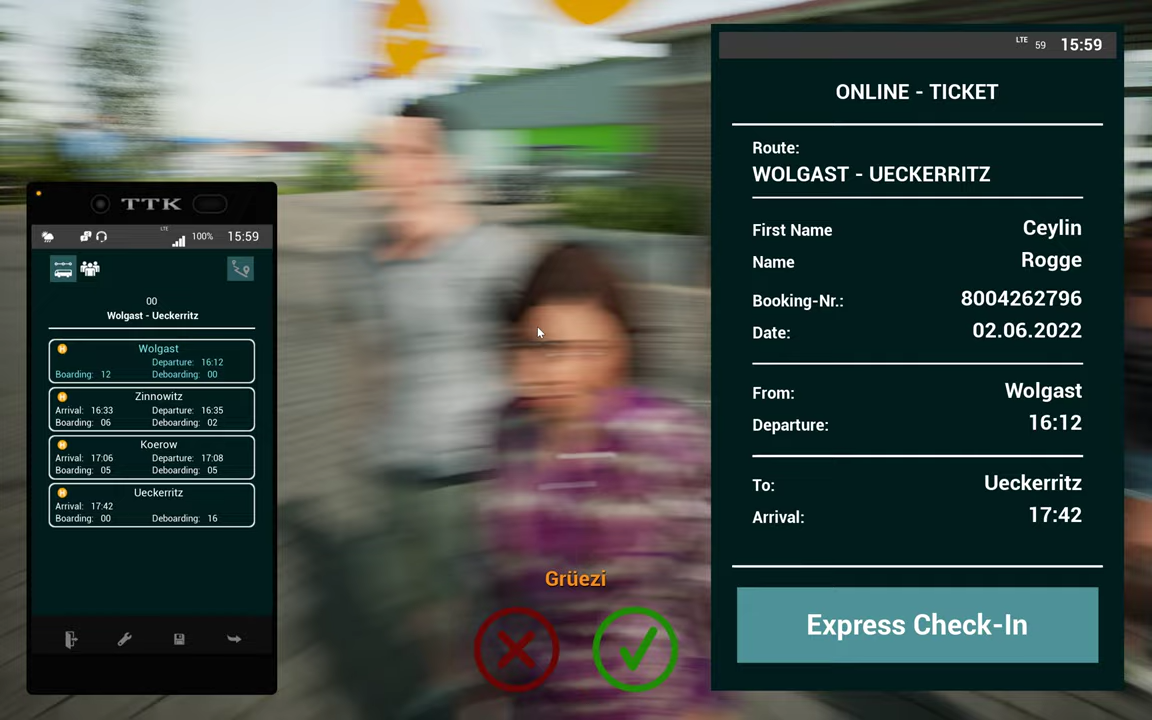 TTK
LTE
100%
15:59
00
Wolgast - Ueckerritz
H
Wolgast
Departure: 16:12
Boarding: 12
Deboarding: 00
H
Zinnowitz
Arrival: 16:33
Departure: 16:35
Boarding: 06
Deboarding: 02
H
Koerow
Arrival: 17:06
Departure: 17:08
Boarding: 05
Deboarding: 05
H
Ueckerritz
Arrival: 17:42
Boarding: 00
Deboarding: 16
Grüezi
LTE
59
15:59
ONLINE - TICKET
Route:
WOLGAST - UECKERRITZ
First Name
Ceylin
Name
Rogge
Booking-Nr.:
8004262796
Date:
02.06.2022
From:
Wolgast
Departure:
16:12
To:
Ueckerritz
Arrival:
17:42
Express Check-In